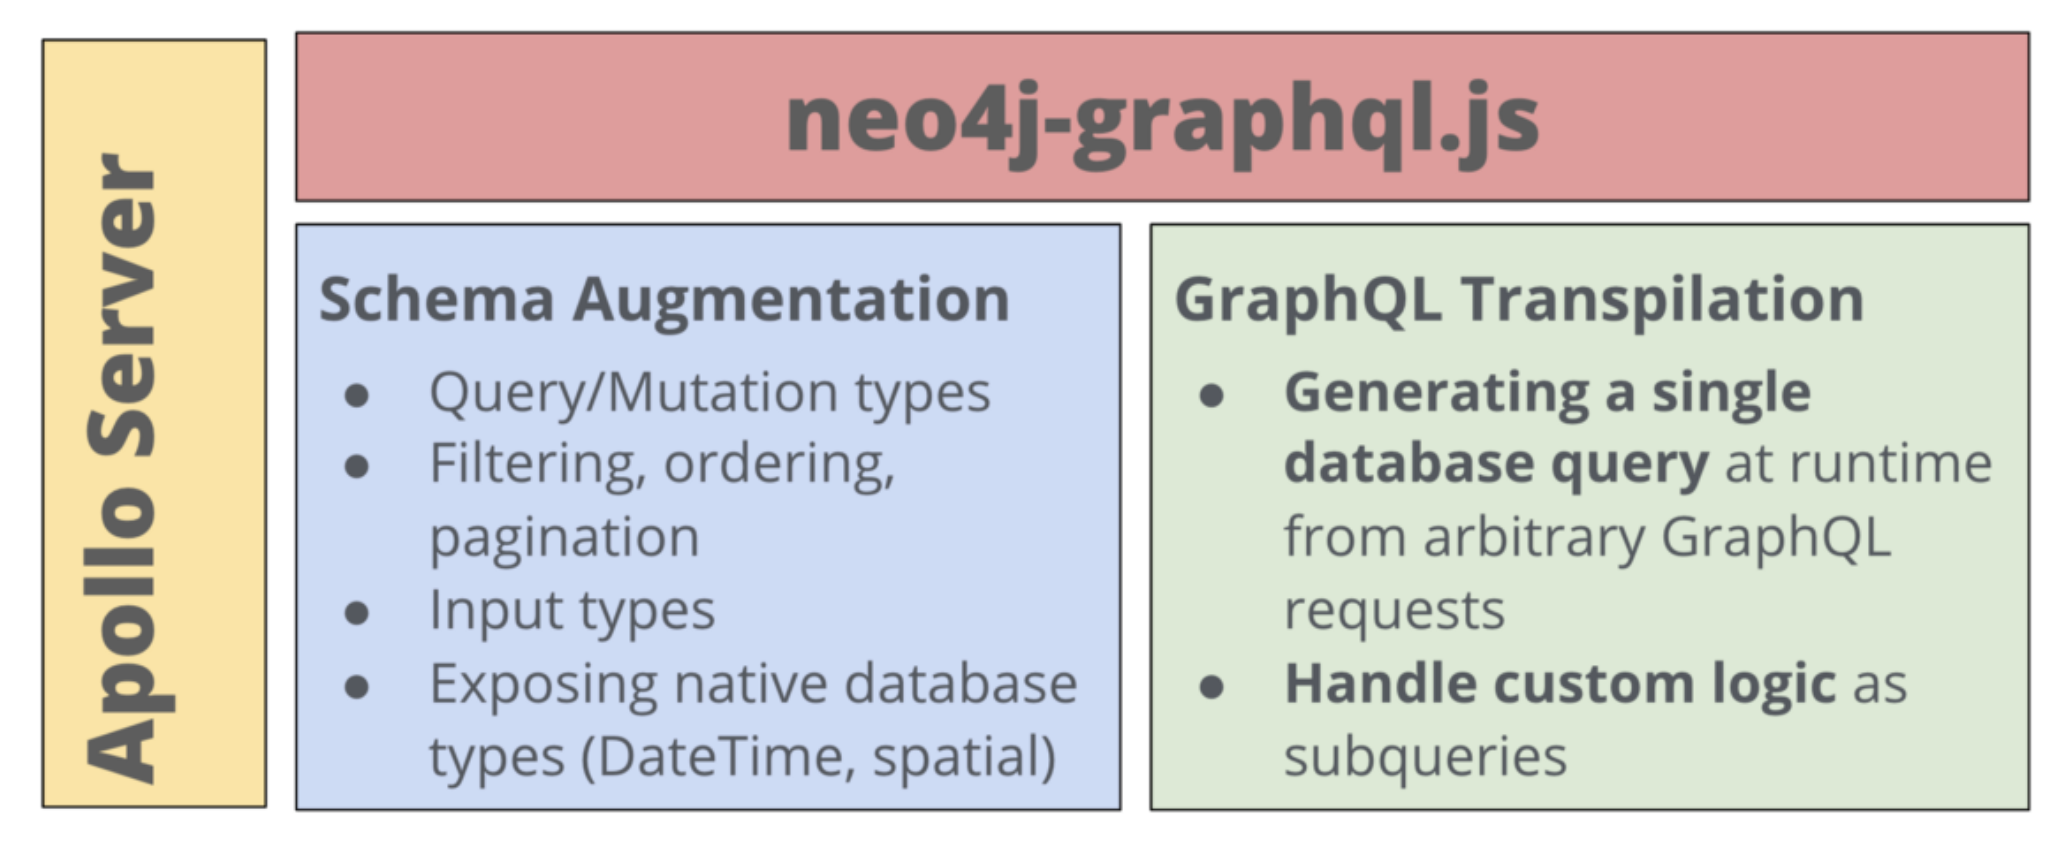 Apollo Server
neo4j-graphql.js
Schema Augmentation
● Query/Mutation types
● Filtering, ordering,
pagination
● Input types
● Exposing native database
types (DateTime, spatial)
GraphQL Transpilation
● Generating a single
database query at runtime
from arbitrary GraphQL
requests
● Handle custom logic as
subqueries